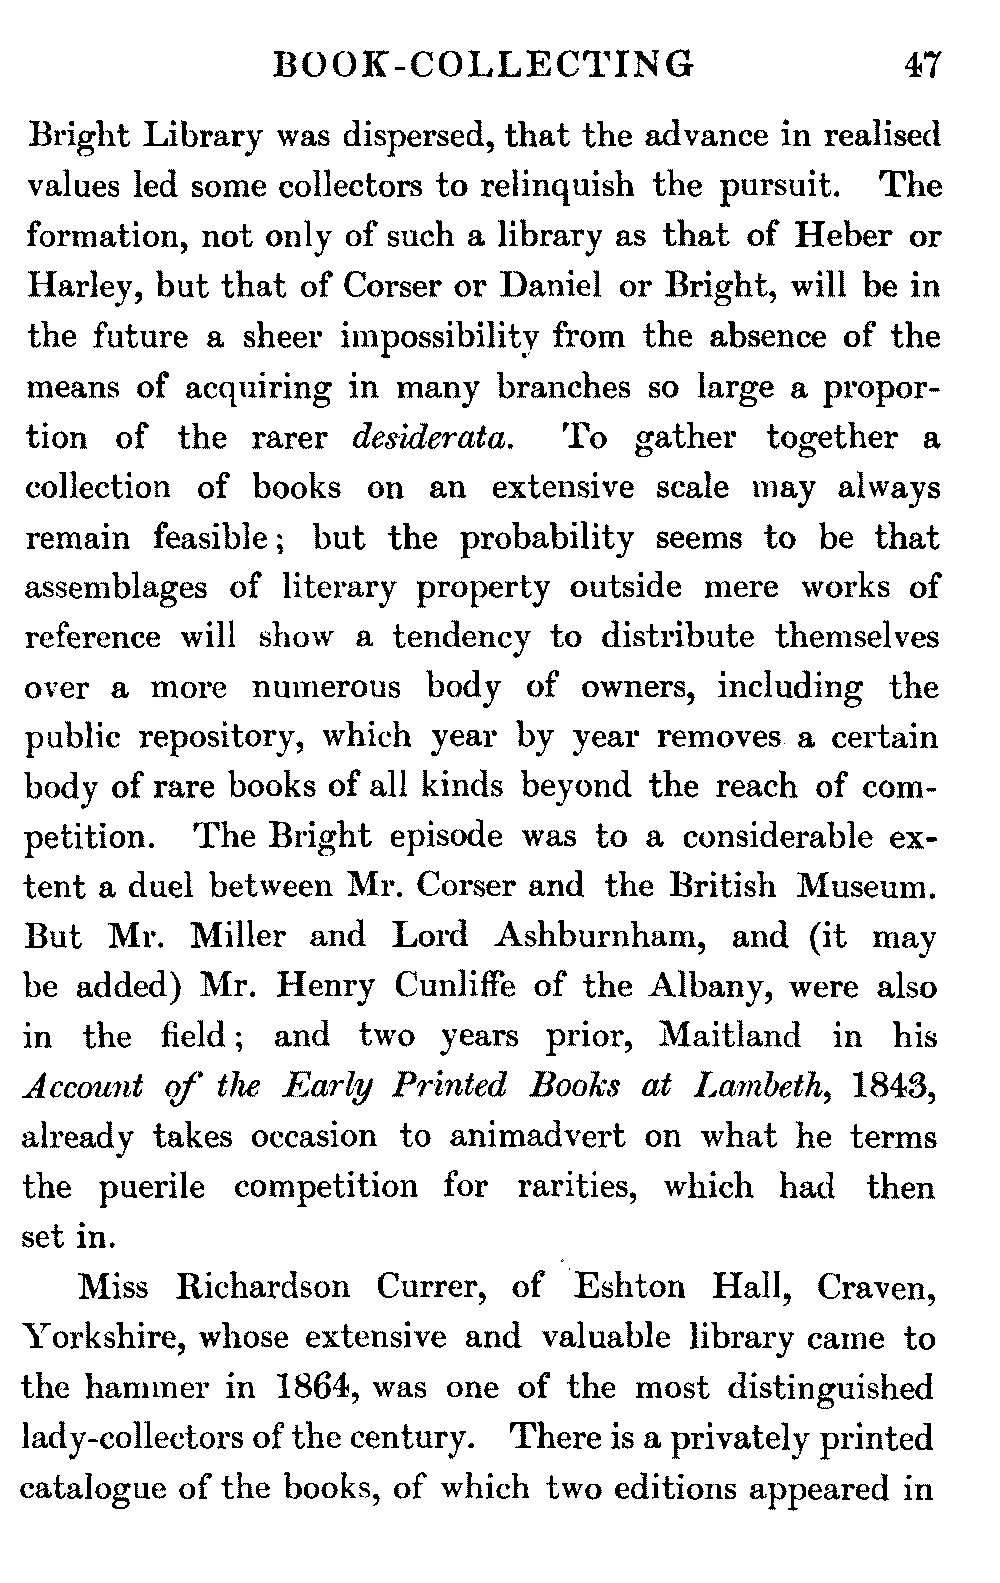 BOOK-COLLECTING 47
Bright Library was dispersed, that the advance in realised
values led some collectors to relinquish the pursuit. The
formation, not only of such a library as that of Heber or
Harley, but that of Corser or Daniel or Bright, will be in
the future a sheer impossibility from the absence of the
means of acquiring in many branches so large a propor-
tion of the rarer desiderata. To gather together a
collection of books on an extensive scale may always
remain feasible; but the probability seems to be that
assemblages of literary property outside mere works of
reference will show a tendency to distribute themselves
over a more numerous body of owners, including the
public repository, which year by year removes a certain
body of rare books of all kinds beyond the reach of com-
petition. The Bright episode was to a considerable ex-
tent a duel between Mr. Corser and the British Museum.
But Mr. Miller and Lord Ashburnham, and (it may
be added) Mr. Henry Cunliffe of the Albany, were also
in the field; and two years prior, Maitland in his
Account of the Early Printed Books at Lambeth, 1843,
already takes occasion to animadvert on what he terms
the puerile competition for rarities, which had then
set in.
Miss Richardson Currer, of Eshton Hall, Craven,
Yorkshire, whose extensive and valuable library came to
the hammer in 1864, was one of the most distinguished
lady-collectors of the century. There is a privately printed
catalogue of the books, of which two editions appeared in